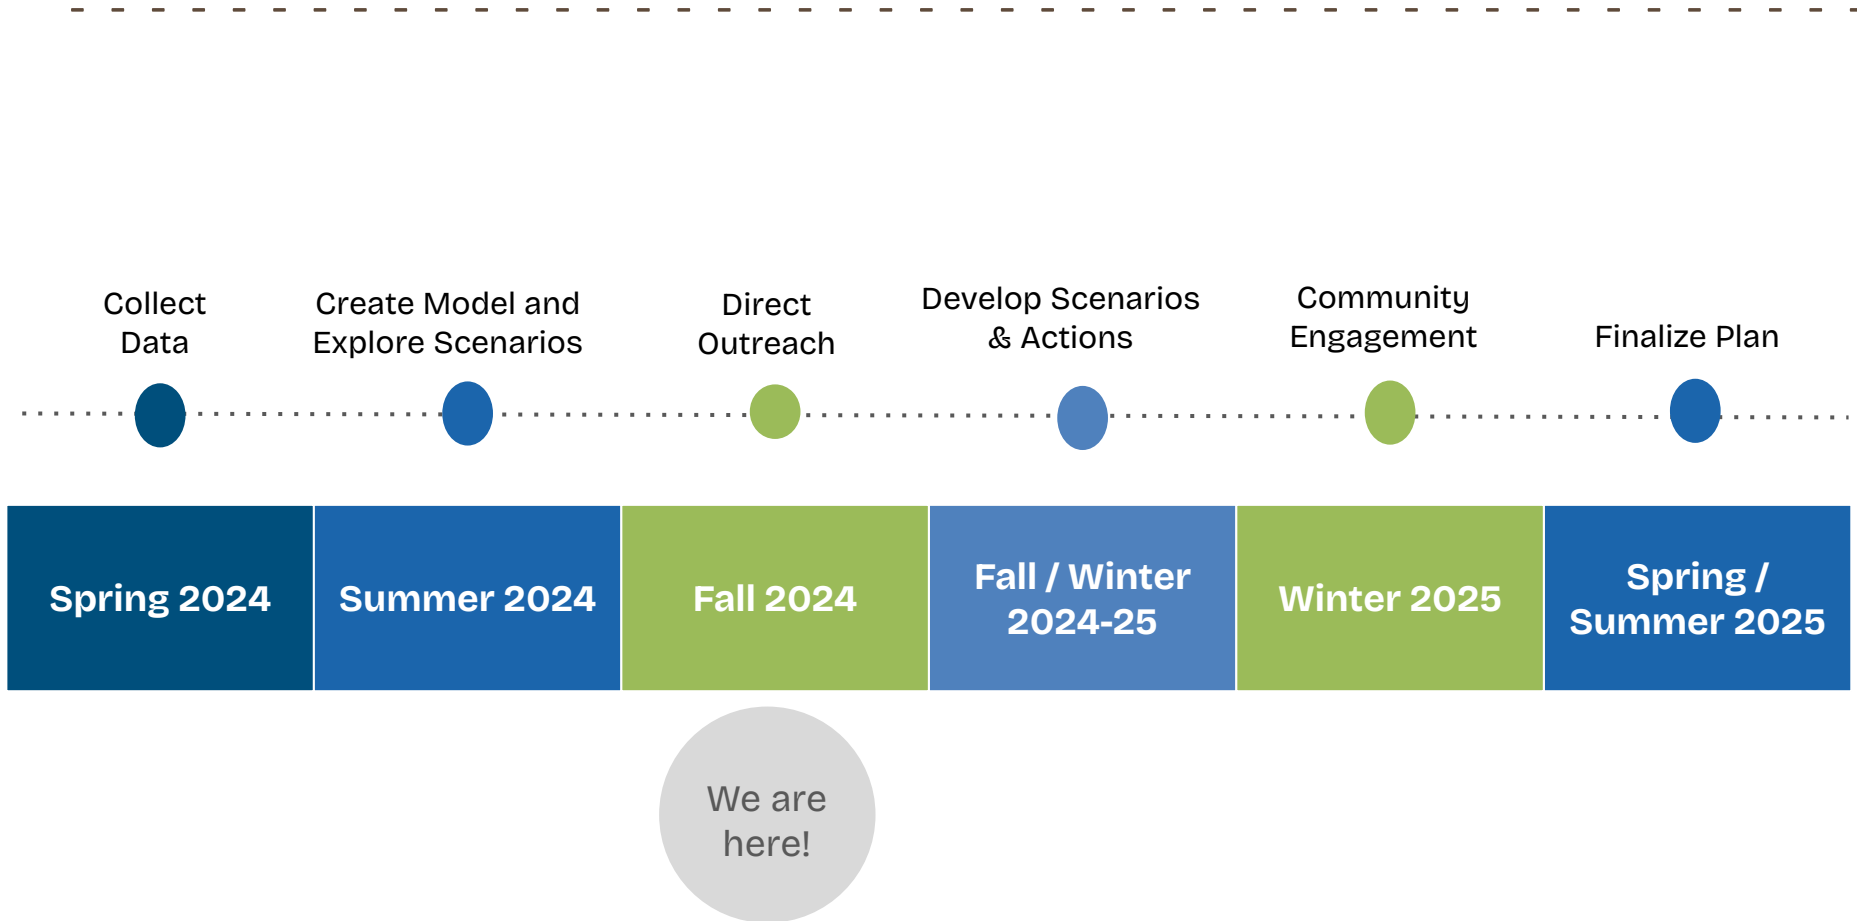 Collect
Data
Create Model and
Explore Scenarios
Direct
Outreach
Develop Scenarios
& Actions
Community
Engagement
Finalize Plan
Spring 2024
Summer 2024
Fall 2024
Fall / Winter
2024-25
Winter 2025
Spring /
Summer 2025
We are
here!